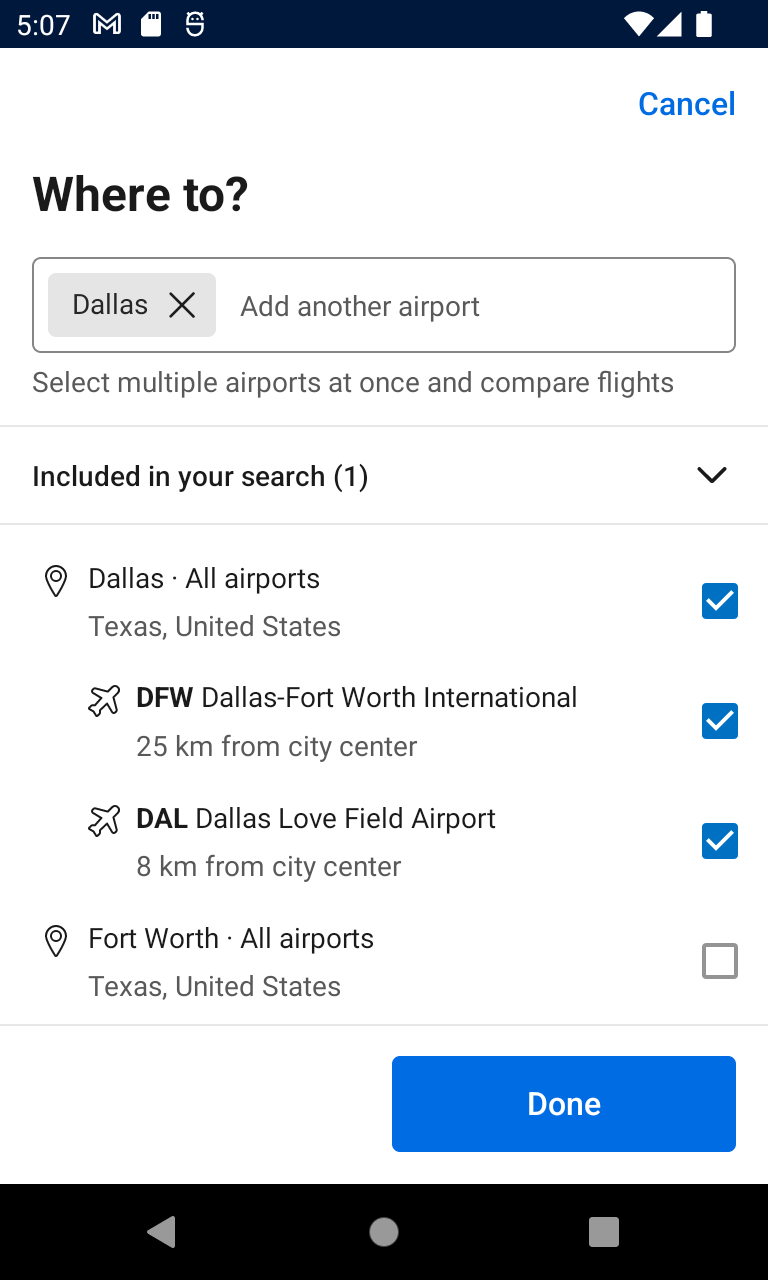 5:07
Cancel
Where to?
Dallas
Add another airport
Select multiple airports at once and compare flights
Included in your search (1)
Dallas · All airports
Texas, United States
DFW Dallas-Fort Worth International
25 km from city center
DAL Dallas Love Field Airport
8 km from city center
Fort Worth · All airports
Texas, United States
Done